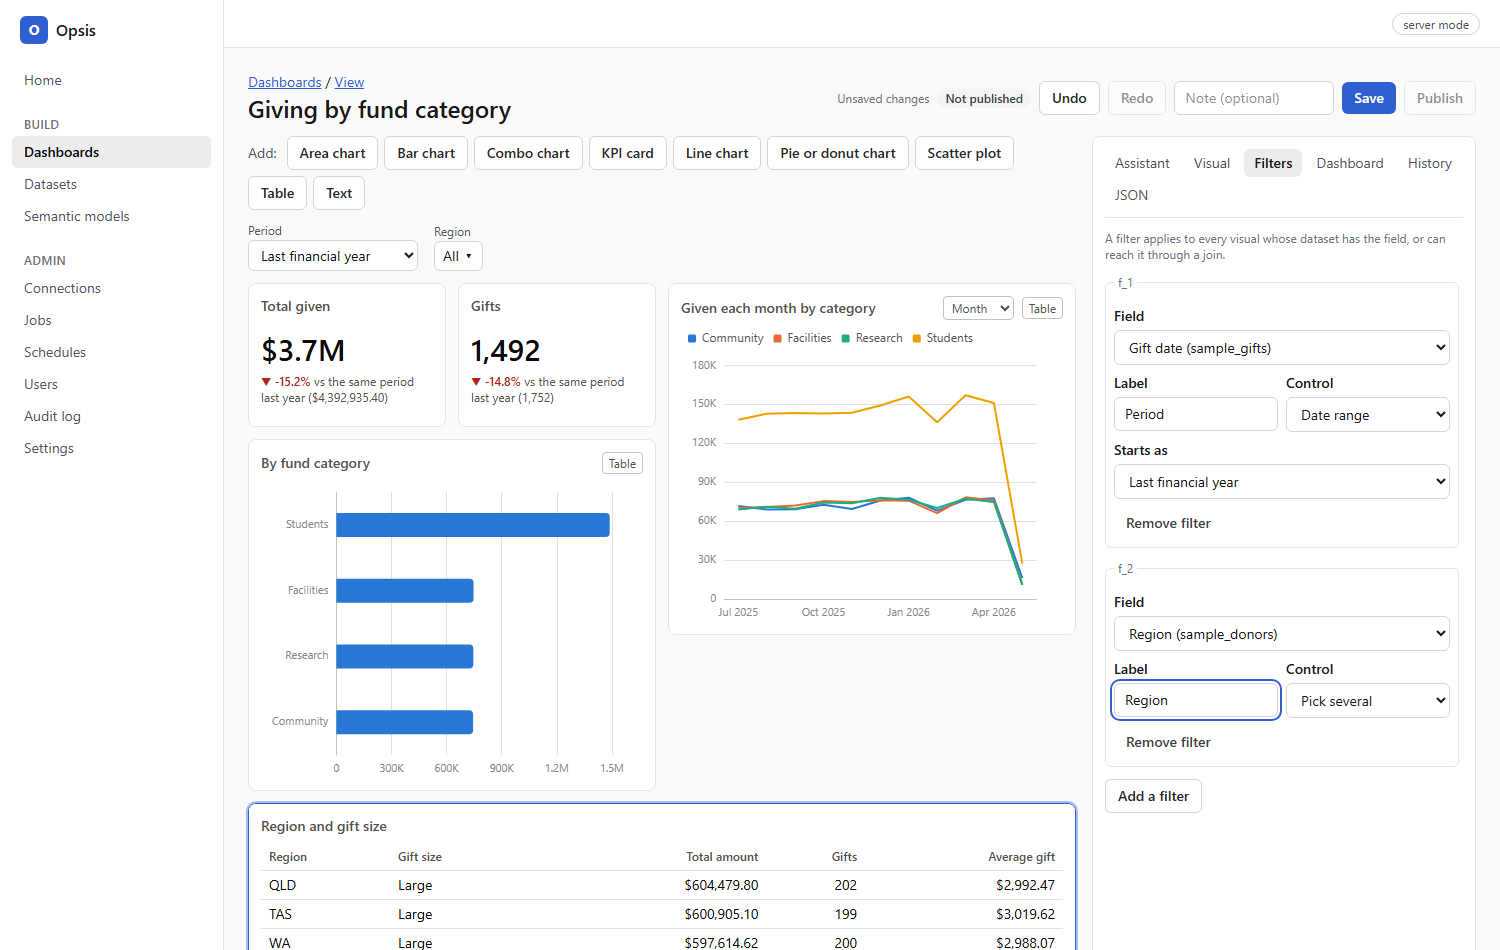 O Opsis
server mode
Home
BUILD
Dashboards
Datasets
Semantic models
ADMIN
Connections
Jobs
Schedules
Users
Audit log
Settings
Dashboards / View
Giving by fund category
Unsaved changes Not published Undo Redo Note (optional) Save Publish
Add: Area chart Bar chart Combo chart KPI card Line chart Pie or donut chart Scatter plot
Table Text
Period Region
Last financial year All ▾
Total given
$3.7M
▼ -15.2% vs the same period
last year ($4,392,935.40)
Gifts
1,492
▼ -14.8% vs the same period
last year (1,752)
Given each month by category Month Table
Community Facilities Research Students
180K
150K
120K
90K
60K
30K
0
Jul 2025 Oct 2025 Jan 2026 Apr 2026
By fund category Table
Students
Facilities
Research
Community
0 300K 600K 900K 1.2M 1.5M
Region and gift size
Region Gift size Total amount Gifts Average gift
QLD Large $604,479.80 202 $2,992.47
TAS Large $600,905.10 199 $3,019.62
WA Large $597,614.62 200 $2,988.07
Assistant Visual Filters Dashboard History
JSON
A filter applies to every visual whose dataset has the field, or can
reach it through a join.
f_1
Field
Gift date (sample_gifts)
Label Control
Period Date range
Starts as
Last financial year
Remove filter
f_2
Field
Region (sample_donors)
Label Control
Region Pick several
Remove filter
Add a filter